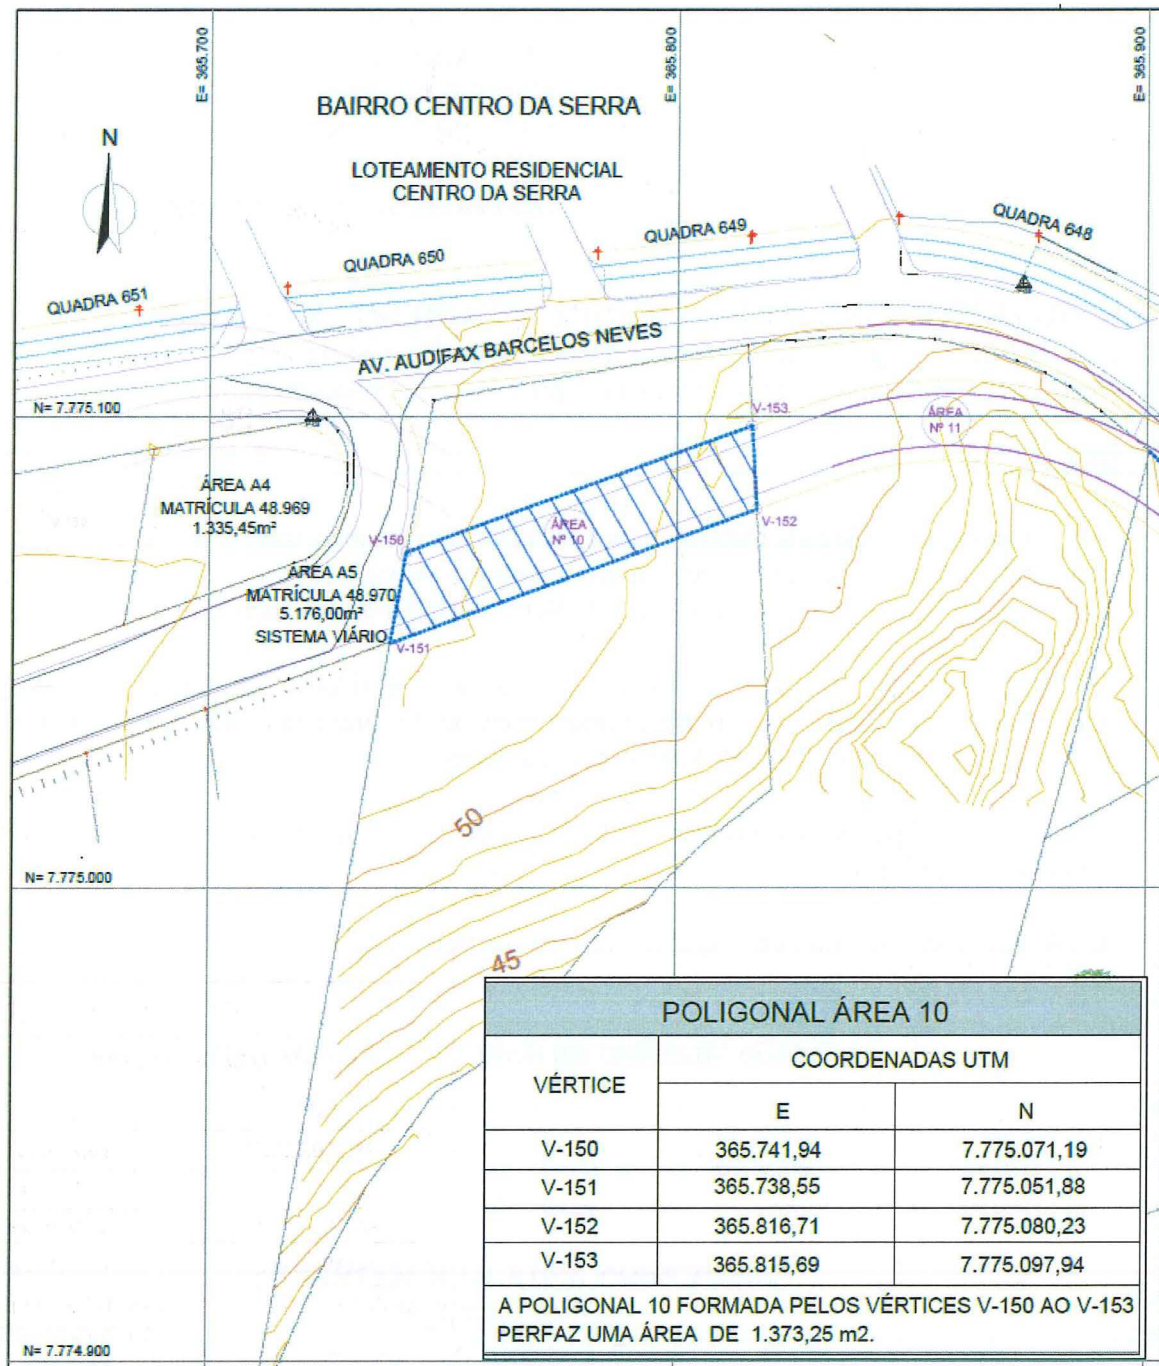 E= 365.700
E= 365.800
E= 365.900
BAIRRO CENTRO DA SERRA
N
LOTEAMENTO RESIDENCIAL
CENTRO DA SERRA
QUADRA 648
QUADRA 649
QUADRA 650
QUADRA 651
AV. AUDIFAX BARCELOS NEVES
N= 7.775.100
V-153
ÁREA
Nº 11
ÁREA A4
MATRÍCULA 48.969
1.335,45m²
V-150
ÁREA
Nº 10
V-152
ÁREA A5
MATRÍCULA 48.970
5.176,00m²
SISTEMA VIÁRIO
V-151
50
N= 7.775.000
45
POLIGONAL ÁREA 10
VÉRTICE
COORDENADAS UTM
E N
V-150 365.741,94 7.775.071,19
V-151 365.738,55 7.775.051,88
V-152 365.816,71 7.775.080,23
V-153 365.815,69 7.775.097,94
A POLIGONAL 10 FORMADA PELOS VÉRTICES V-150 AO V-153
PERFAZ UMA ÁREA DE 1.373,25 m2.
N= 7.774.900